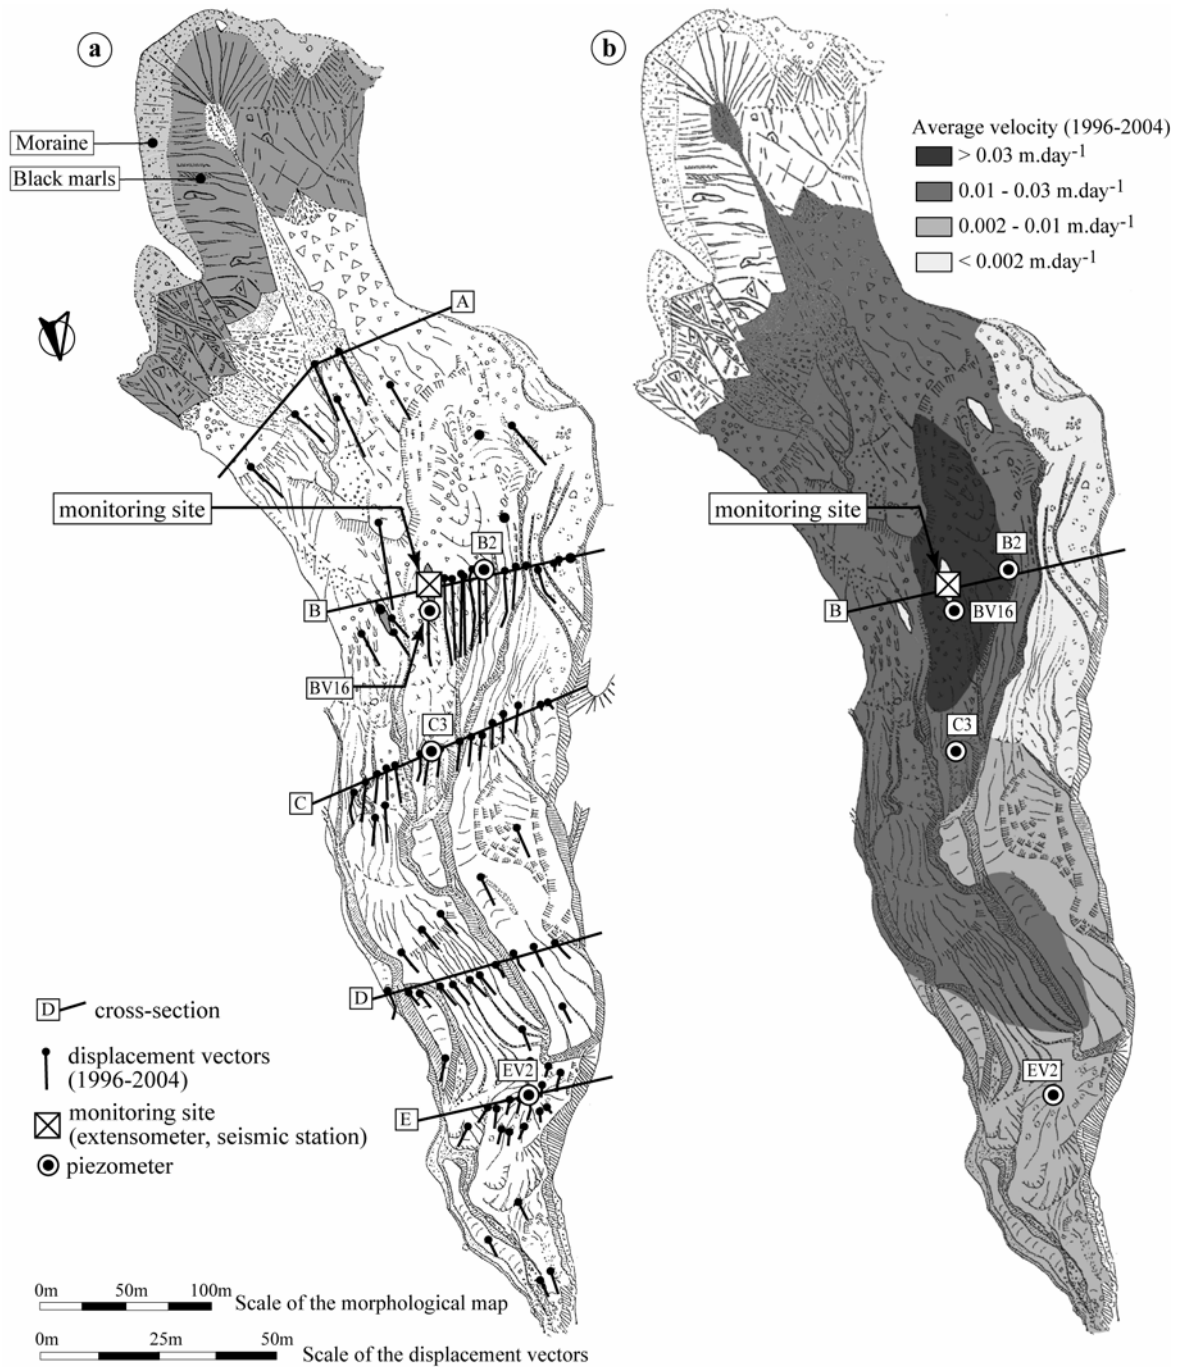 a
b
Moraine
Black marls
Average velocity (1996-2004)
> 0.03 m.day-1
0.01 - 0.03 m.day-1
0.002 - 0.01 m.day-1
< 0.002 m.day-1
A
monitoring site
monitoring site
B2
B2
B
B
BV16
BV16
C3
C3
C
D
D cross-section
displacement vectors
(1996-2004)
EV2
EV2
E
monitoring site
(extensometer, seismic station)
piezometer
0m 50m 100m
Scale of the morphological map
0m 25m 50m
Scale of the displacement vectors